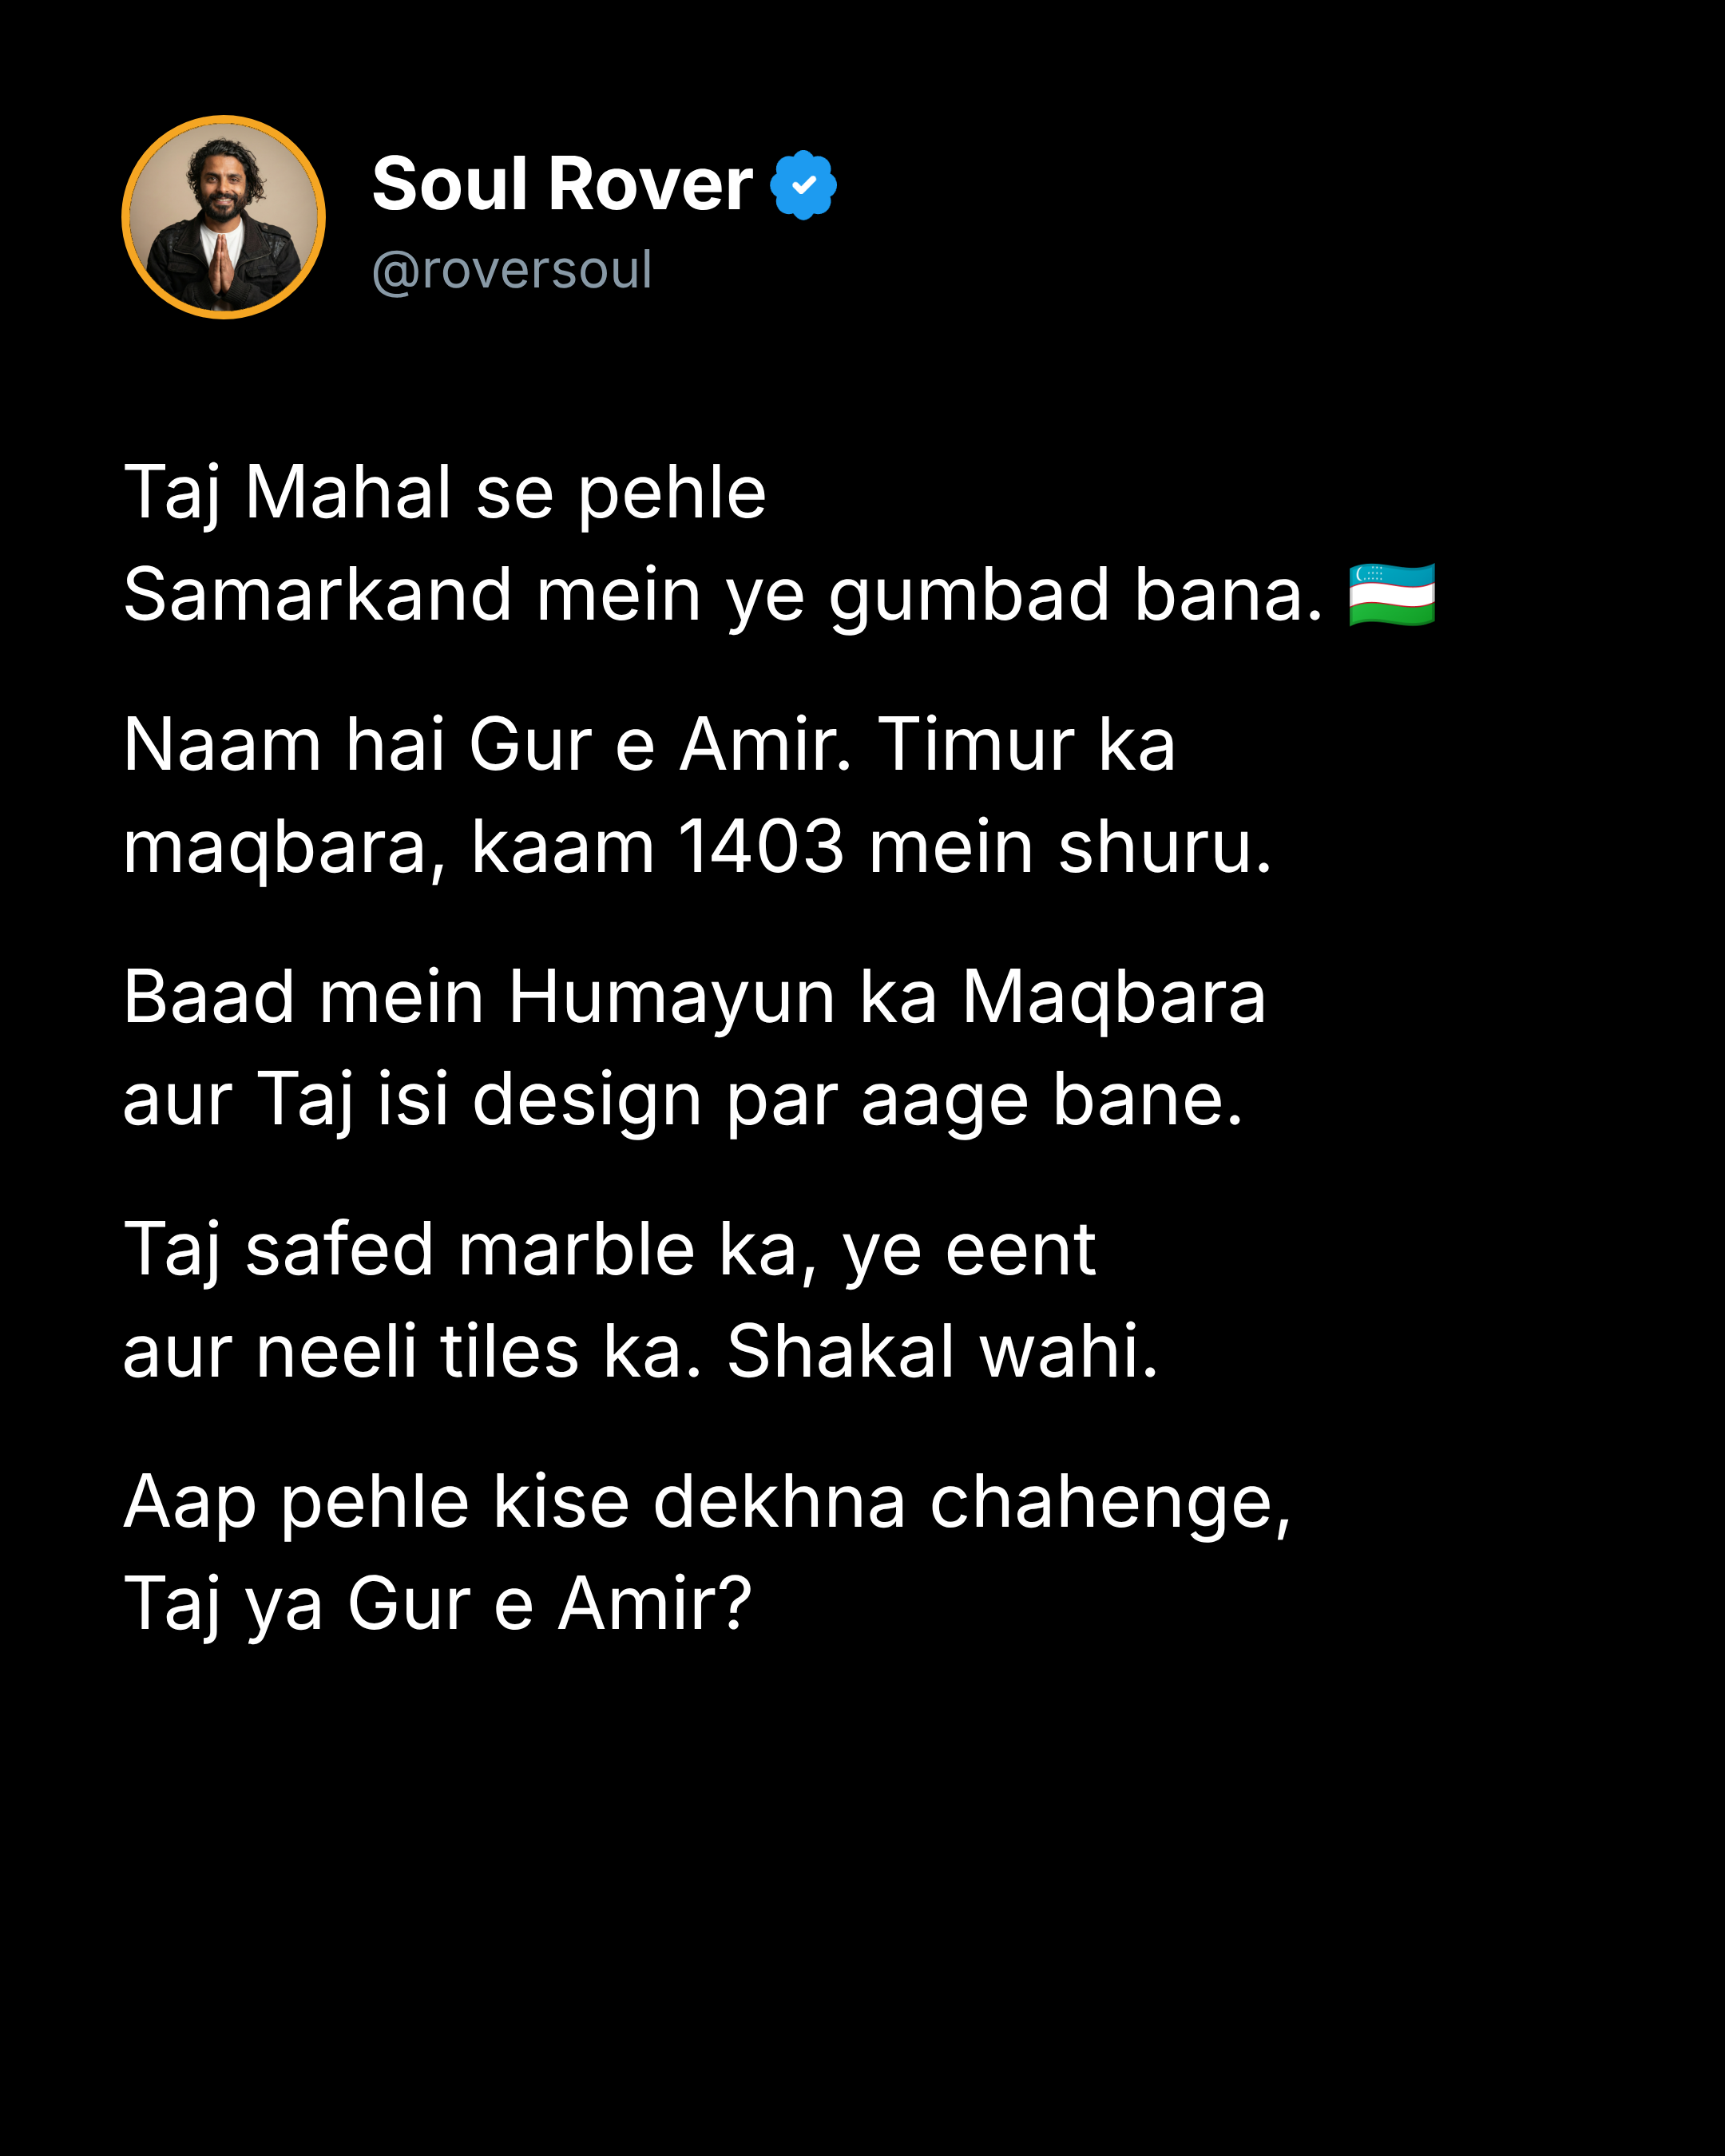 Soul Rover
@roversoul
Taj Mahal se pehle
Samarkand mein ye gumbad bana. 🇺🇿
Naam hai Gur e Amir. Timur ka
maqbara, kaam 1403 mein shuru.
Baad mein Humayun ka Maqbara
aur Taj isi design par aage bane.
Taj safed marble ka, ye eent
aur neeli tiles ka. Shakal wahi.
Aap pehle kise dekhna chahenge,
Taj ya Gur e Amir?